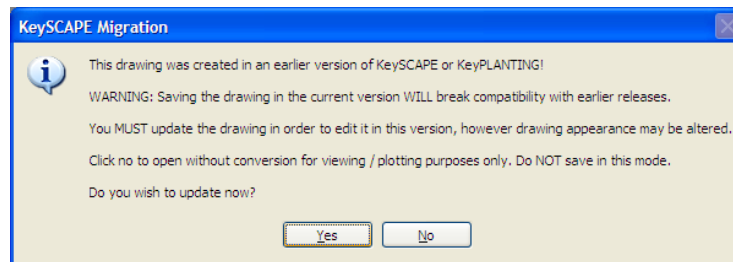 KeySCAPE Migration
This drawing was created in an earlier version of KeySCAPE or KeyPLANTING!
WARNING: Saving the drawing in the current version WILL break compatibility with earlier releases.
You MUST update the drawing in order to edit it in this version, however drawing appearance may be altered.
Click no to open without conversion for viewing / plotting purposes only. Do NOT save in this mode.
Do you wish to update now?
Yes No